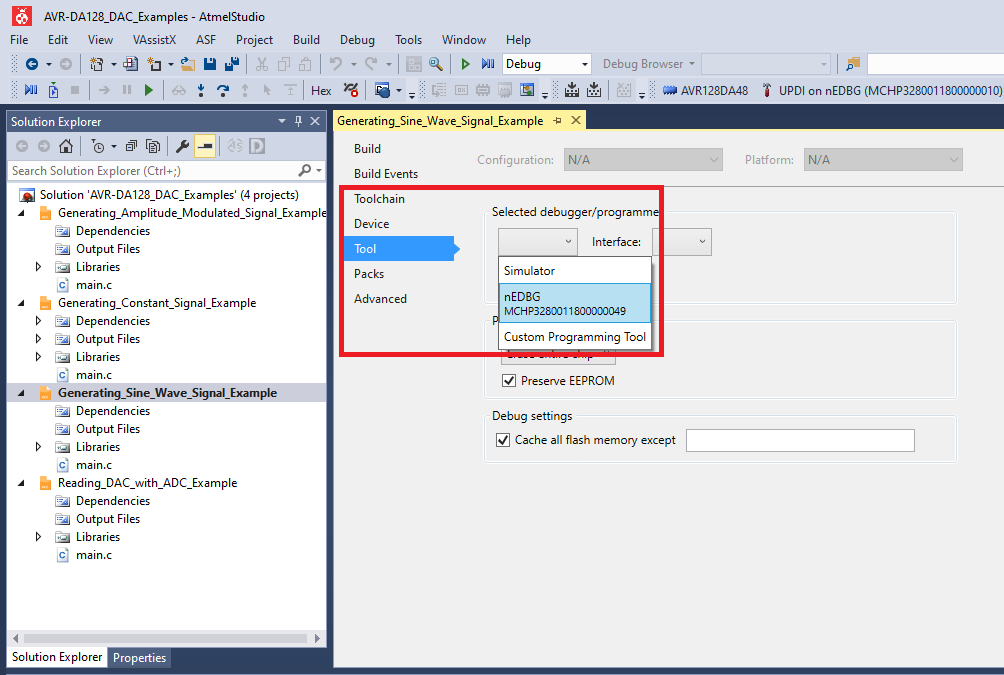 AVR-DA128_DAC_Examples - AtmelStudio
File Edit View VAssistX ASF Project Build Debug Tools Window Help
Debug Debug Browser
Hex AVR128DA48 UPDI on nEDBG (MCHP3280011800000010)
Solution Explorer
Search Solution Explorer (Ctrl+;)
Solution 'AVR-DA128_DAC_Examples' (4 projects)
Generating_Amplitude_Modulated_Signal_Example
Dependencies
Output Files
Libraries
main.c
Generating_Constant_Signal_Example
Dependencies
Output Files
Libraries
main.c
Generating_Sine_Wave_Signal_Example
Dependencies
Output Files
Libraries
main.c
Reading_DAC_with_ADC_Example
Dependencies
Output Files
Libraries
main.c
Solution Explorer Properties
Generating_Sine_Wave_Signal_Example
Build
Build Events
Toolchain
Device
Tool
Packs
Advanced
Configuration: N/A Platform: N/A
Selected debugger/programme
Interface:
Simulator
nEDBG
MCHP3280011800000049
Custom Programming Tool
Preserve EEPROM
Debug settings
Cache all flash memory except